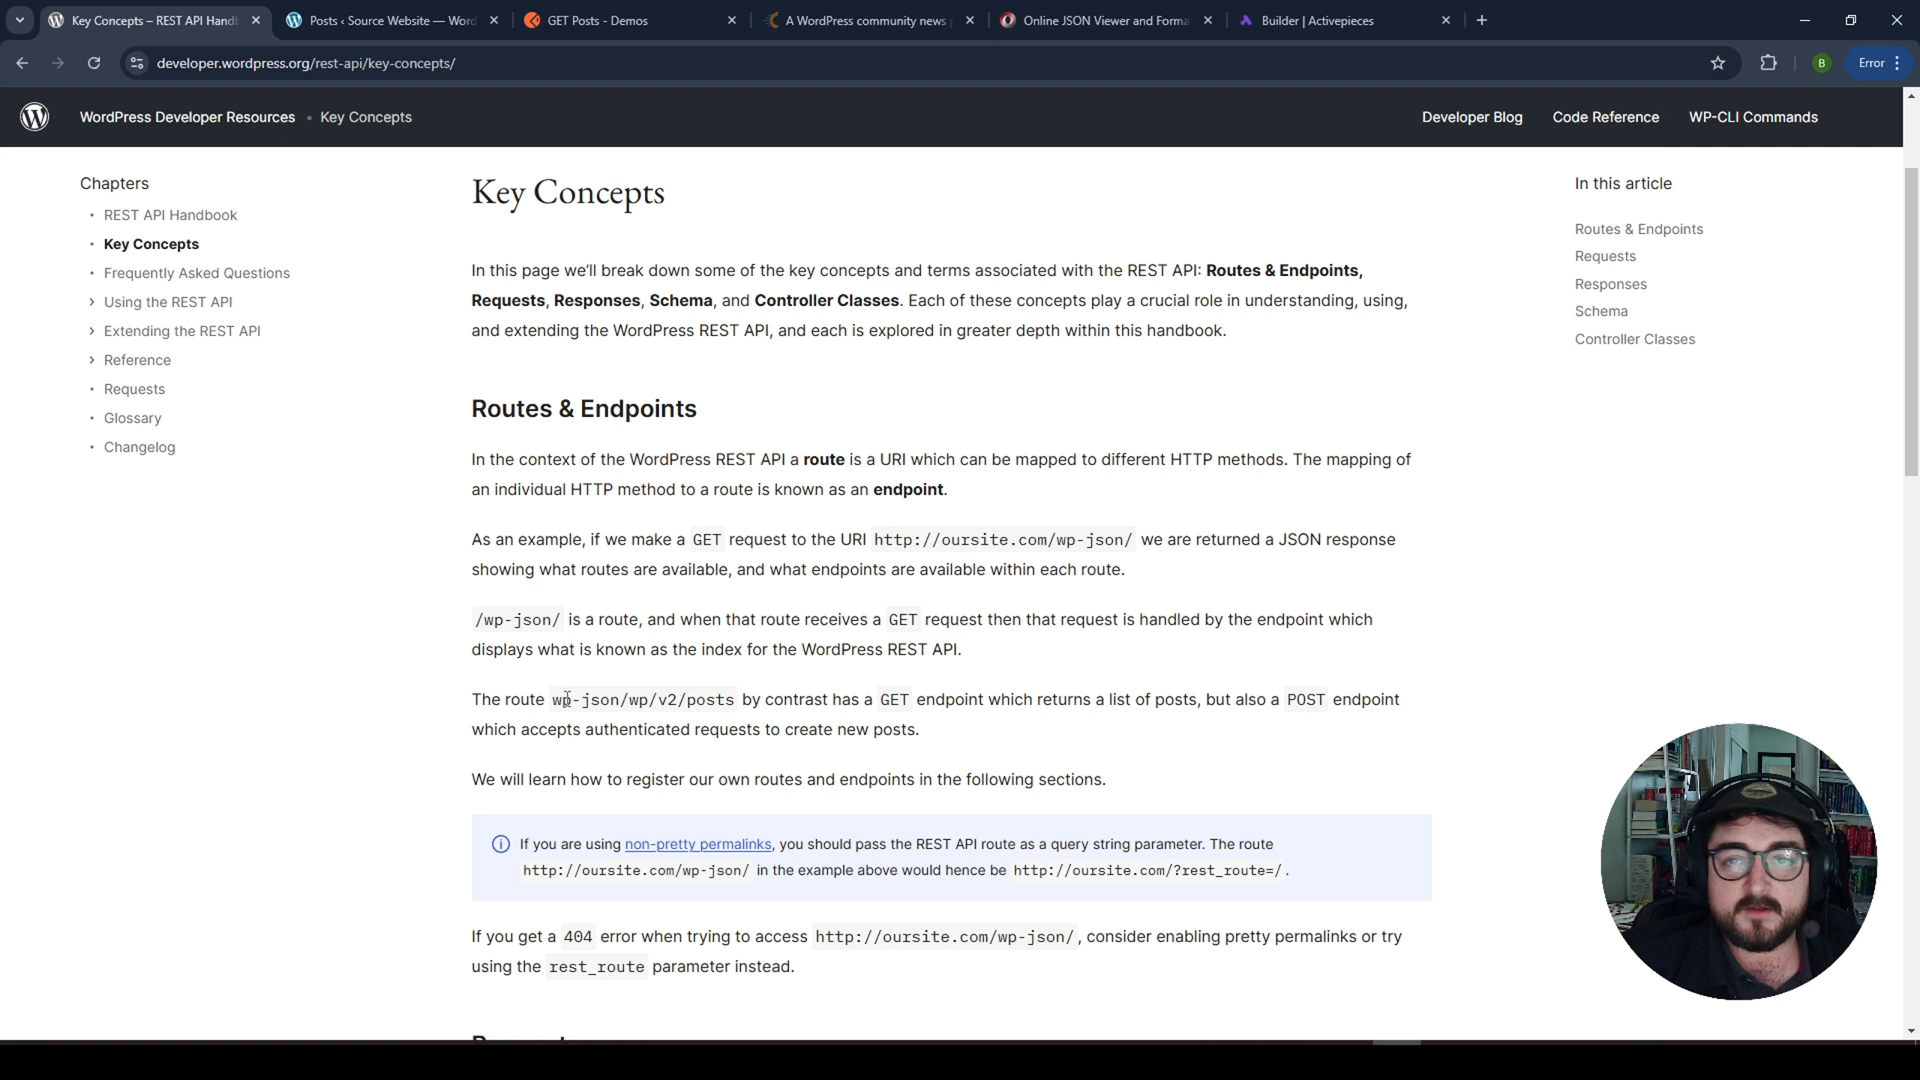 Key Concepts – REST API Handb
Posts ‹ Source Website — Word
GET Posts - Demos
A WordPress community news
Online JSON Viewer and Forma
Builder | Activepieces
developer.wordpress.org/rest-api/key-concepts/
B
Error
WordPress Developer Resources
Key Concepts
Developer Blog
Code Reference
WP-CLI Commands
Chapters
• REST API Handbook
• Key Concepts
• Frequently Asked Questions
Using the REST API
Extending the REST API
Reference
• Requests
• Glossary
• Changelog
Key Concepts
In this page we'll break down some of the key concepts and terms associated with the REST API: Routes & Endpoints,
Requests, Responses, Schema, and Controller Classes. Each of these concepts play a crucial role in understanding, using,
and extending the WordPress REST API, and each is explored in greater depth within this handbook.
Routes & Endpoints
In the context of the WordPress REST API a route is a URI which can be mapped to different HTTP methods. The mapping of
an individual HTTP method to a route is known as an endpoint.
As an example, if we make a GET request to the URI http://oursite.com/wp-json/ we are returned a JSON response
showing what routes are available, and what endpoints are available within each route.
/wp-json/ is a route, and when that route receives a GET request then that request is handled by the endpoint which
displays what is known as the index for the WordPress REST API.
The route wp-json/wp/v2/posts by contrast has a GET endpoint which returns a list of posts, but also a POST endpoint
which accepts authenticated requests to create new posts.
We will learn how to register our own routes and endpoints in the following sections.
If you are using non-pretty permalinks, you should pass the REST API route as a query string parameter. The route
http://oursite.com/wp-json/ in the example above would hence be http://oursite.com/?rest_route=/.
If you get a 404 error when trying to access http://oursite.com/wp-json/, consider enabling pretty permalinks or try
using the rest_route parameter instead.
In this article
Routes & Endpoints
Requests
Responses
Schema
Controller Classes